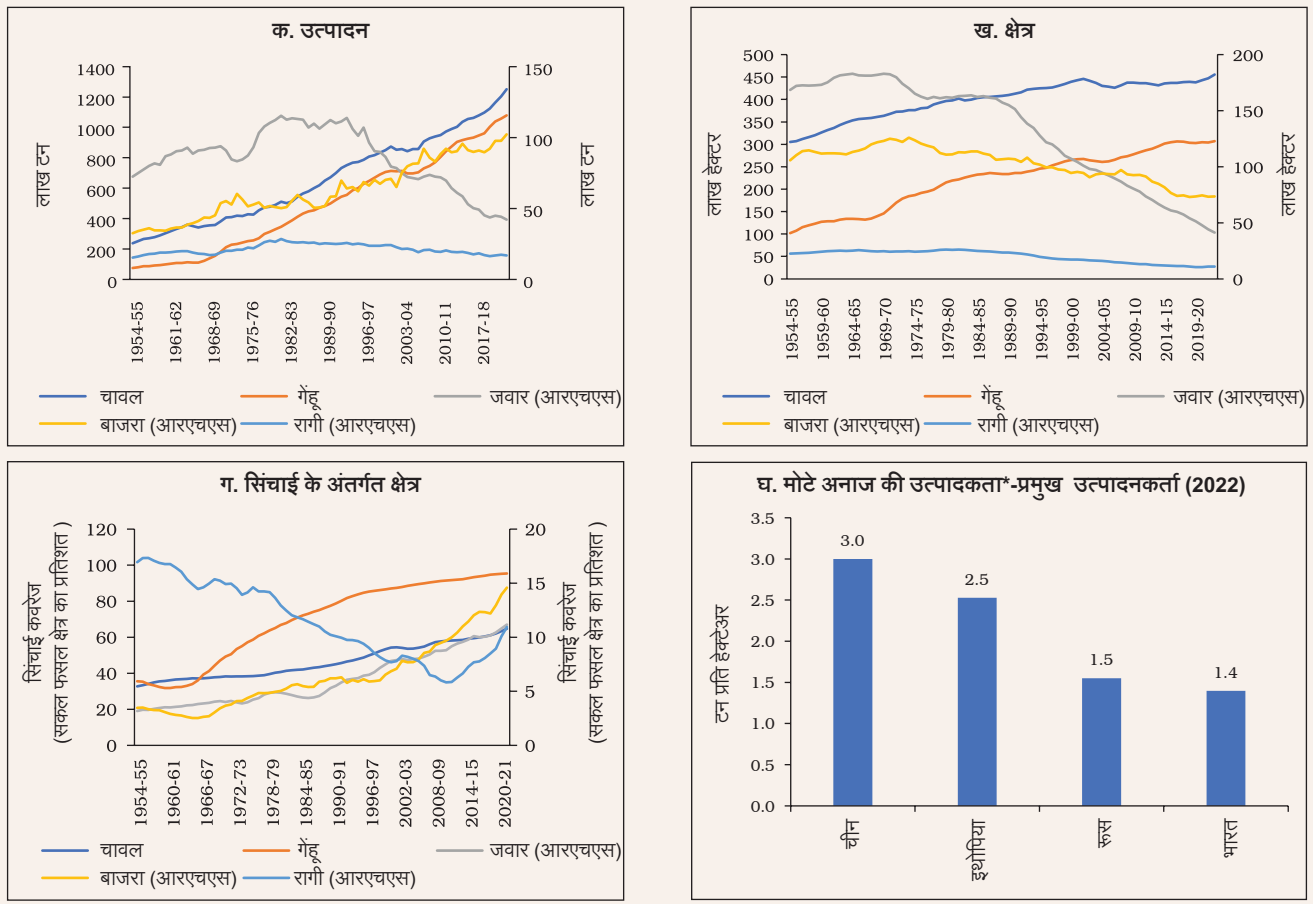 क. उत्पादन
लाख टन
1400
1200
1000
800
600
400
200
0
150
100
50
0
लाख टन
1954-55
1961-62
1968-69
1975-76
1982-83
1989-90
1996-97
2003-04
2010-11
2017-18
चावल
गेंहू
जवार (आरएचएस)
बाजरा (आरएचएस)
रागी (आरएचएस)
ख. क्षेत्र
लाख हेक्टर
500
450
400
350
300
250
200
150
100
50
0
200
150
100
50
0
लाख हेक्टर
1954-55
1959-60
1964-65
1969-70
1974-75
1979-80
1984-85
1989-90
1994-95
1999-00
2004-05
2009-10
2014-15
2019-20
चावल
गेंहू
जवार (आरएचएस)
बाजरा (आरएचएस)
रागी (आरएचएस)
ग. सिंचाई के अंतर्गत क्षेत्र
सिंचाई कवरेज
(सकल फसल क्षेत्र का प्रतिशत )
120
100
80
60
40
20
0
20
15
10
5
0
सिंचाई कवरेज
(सकल फसल क्षेत्र का प्रतिशत )
1954-55
1960-61
1966-67
1972-73
1978-79
1984-85
1990-91
1996-97
2002-03
2008-09
2014-15
2020-21
चावल
गेंहू
जवार (आरएचएस)
बाजरा (आरएचएस)
रागी (आरएचएस)
घ. मोटे अनाज की उत्पादकता*-प्रमुख उत्पादनकर्ता (2022)
टन प्रति हेक्टेअर
3.5
3.0
2.5
2.0
1.5
1.0
0.5
0.0
3.0
2.5
1.5
1.4
चीन
इथोपिया
रूस
भारत